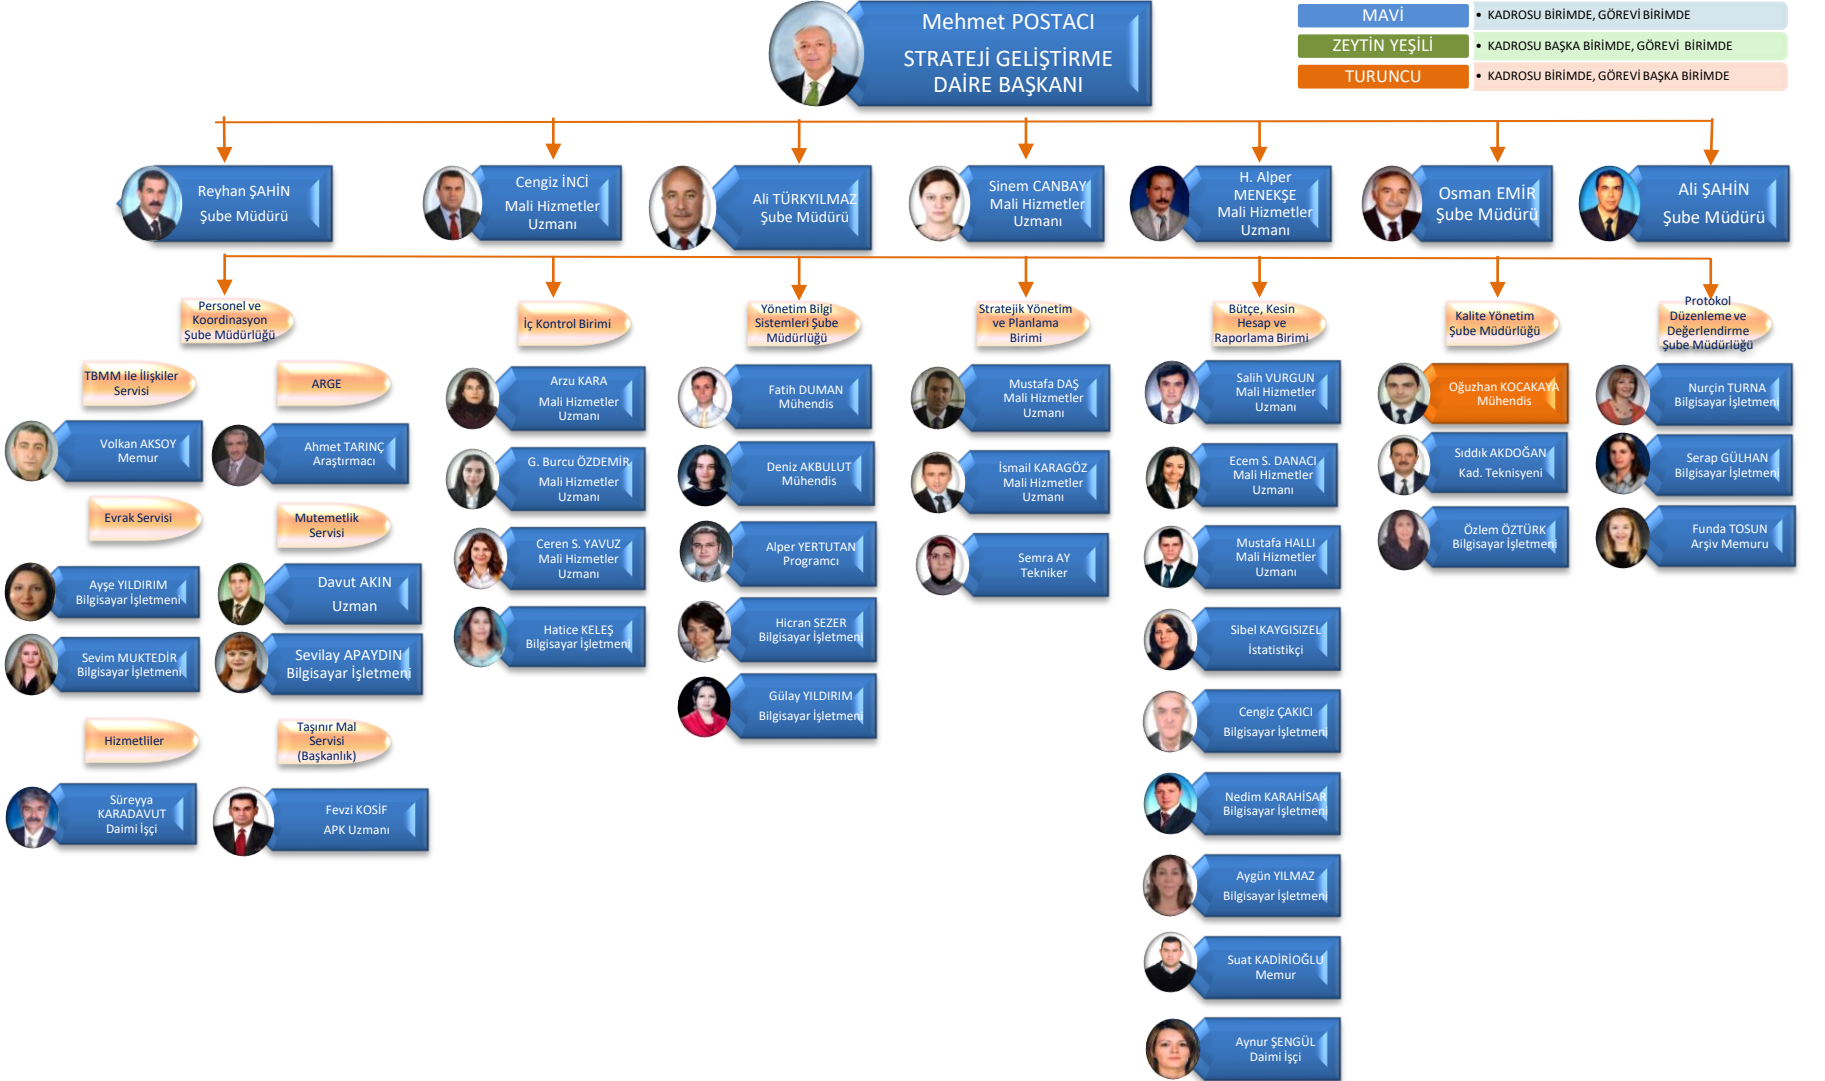 Mehmet POSTACI
STRATEJİ GELİŞTİRME
DAİRE BAŞKANI
MAVİ
• KADROSU BİRİMDE, GÖREVİ BİRİMDE
ZEYTİN YEŞİLİ
• KADROSU BAŞKA BİRİMDE, GÖREVİ BİRİMDE
TURUNCU
• KADROSU BİRİMDE, GÖREVİ BAŞKA BİRİMDE
Reyhan ŞAHİN
Şube Müdürü
Cengiz İNCİ
Mali Hizmetler
Uzmanı
Ali TÜRKYILMAZ
Şube Müdürü
Sinem CANBAY
Mali Hizmetler
Uzmanı
H. Alper
MENEKŞE
Mali Hizmetler
Uzmanı
Osman EMİR
Şube Müdürü
Ali ŞAHİN
Şube Müdürü
Personel ve
Koordinasyon
Şube Müdürlüğü
İç Kontrol Birimi
Yönetim Bilgi
Sistemleri Şube
Müdürlüğü
Stratejik Yönetim
ve Planlama
Birimi
Bütçe, Kesin
Hesap ve
Raporlama Birimi
Kalite Yönetim
Şube Müdürlüğü
Protokol
Düzenleme ve
Değerlendirme
Şube Müdürlüğü
TBMM ile İlişkiler
Servisi
Volkan AKSOY
Memur
ARGE
Ahmet TARINÇ
Araştırmacı
Evrak Servisi
Ayşe YILDIRIM
Bilgisayar İşletmeni
Sevim MUKTEDİR
Bilgisayar İşletmeni
Mutemetlik
Servisi
Davut AKIN
Uzman
Sevilay APAYDIN
Bilgisayar İşletmeni
Hizmetliler
Süreyya
KARADAVUT
Daimi İşçi
Taşınır Mal
Servisi
(Başkanlık)
Fevzi KOSİF
APK Uzmanı
Arzu KARA
Mali Hizmetler
Uzmanı
G. Burcu ÖZDEMİR
Mali Hizmetler
Uzmanı
Ceren S. YAVUZ
Mali Hizmetler
Uzmanı
Hatice KELEŞ
Bilgisayar İşletmeni
Fatih DUMAN
Mühendis
Deniz AKBULUT
Mühendis
Alper YERTUTAN
Programcı
Hicran SEZER
Bilgisayar İşletmeni
Gülay YILDIRIM
Bilgisayar İşletmeni
Mustafa DAŞ
Mali Hizmetler
Uzmanı
İsmail KARAGÖZ
Mali Hizmetler
Uzmanı
Semra AY
Tekniker
Salih VURGUN
Mali Hizmetler
Uzmanı
Ecem S. DANACI
Mali Hizmetler
Uzmanı
Mustafa HALLI
Mali Hizmetler
Uzmanı
Sibel KAYGISIZEL
İstatistikçi
Cengiz ÇAKICI
Bilgisayar İşletmeni
Nedim KARAHİSAR
Bilgisayar İşletmeni
Aygün YILMAZ
Bilgisayar İşletmeni
Suat KADİRİOĞLU
Memur
Aynur ŞENGÜL
Daimi İşçi
Oğuzhan KOCAKAYA
Mühendis
Sıddık AKDOĞAN
Kad. Teknisyeni
Özlem ÖZTÜRK
Bilgisayar İşletmeni
Nurçin TURNA
Bilgisayar İşletmeni
Serap GÜLHAN
Bilgisayar İşletmeni
Funda TOSUN
Arşiv Memuru